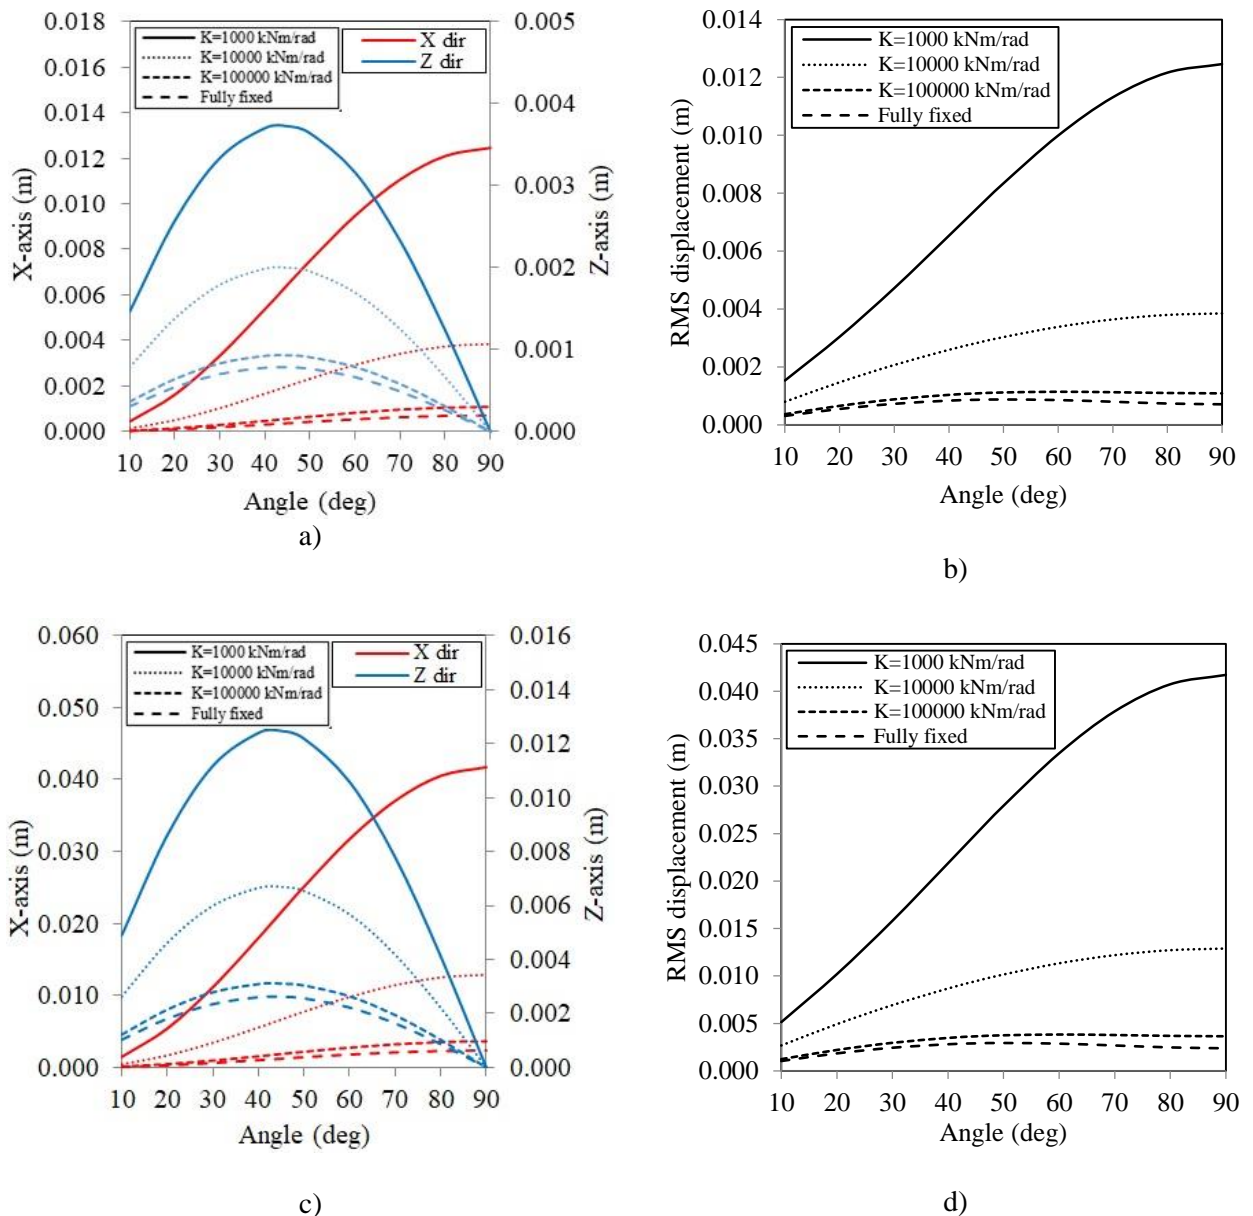 0.018
0.018
0.016
0.014
0.012
0.010
0.008
0.006
0.004
0.002
0.000
X-axis (m)
K=1000 kNm/rad
K=10000 kNm/rad
K=100000 kNm/rad
Fully fixed
X dir
Z dir
0.005
0.004
0.003
0.002
0.001
0.000
Z-axis (m)
10 20 30 40 50 60 70 80 90
Angle (deg)
a)
0.014
0.012
0.010
0.008
0.006
0.004
0.002
0.000
RMS displacement (m)
K=1000 kNm/rad
K=10000 kNm/rad
K=100000 kNm/rad
Fully fixed
10 20 30 40 50 60 70 80 90
Angle (deg)
b)
0.060
0.050
0.040
0.030
0.020
0.010
0.000
X-axis (m)
K=1000 kNm/rad
K=10000 kNm/rad
K=100000 kNm/rad
Fully fixed
X dir
Z dir
0.016
0.014
0.012
0.010
0.008
0.006
0.004
0.002
0.000
Z-axis (m)
10 20 30 40 50 60 70 80 90
Angle (deg)
c)
0.045
0.040
0.035
0.030
0.025
0.020
0.015
0.010
0.005
0.000
RMS displacement (m)
K=1000 kNm/rad
K=10000 kNm/rad
K=100000 kNm/rad
Fully fixed
10 20 30 40 50 60 70 80 90
Angle (deg)
d)